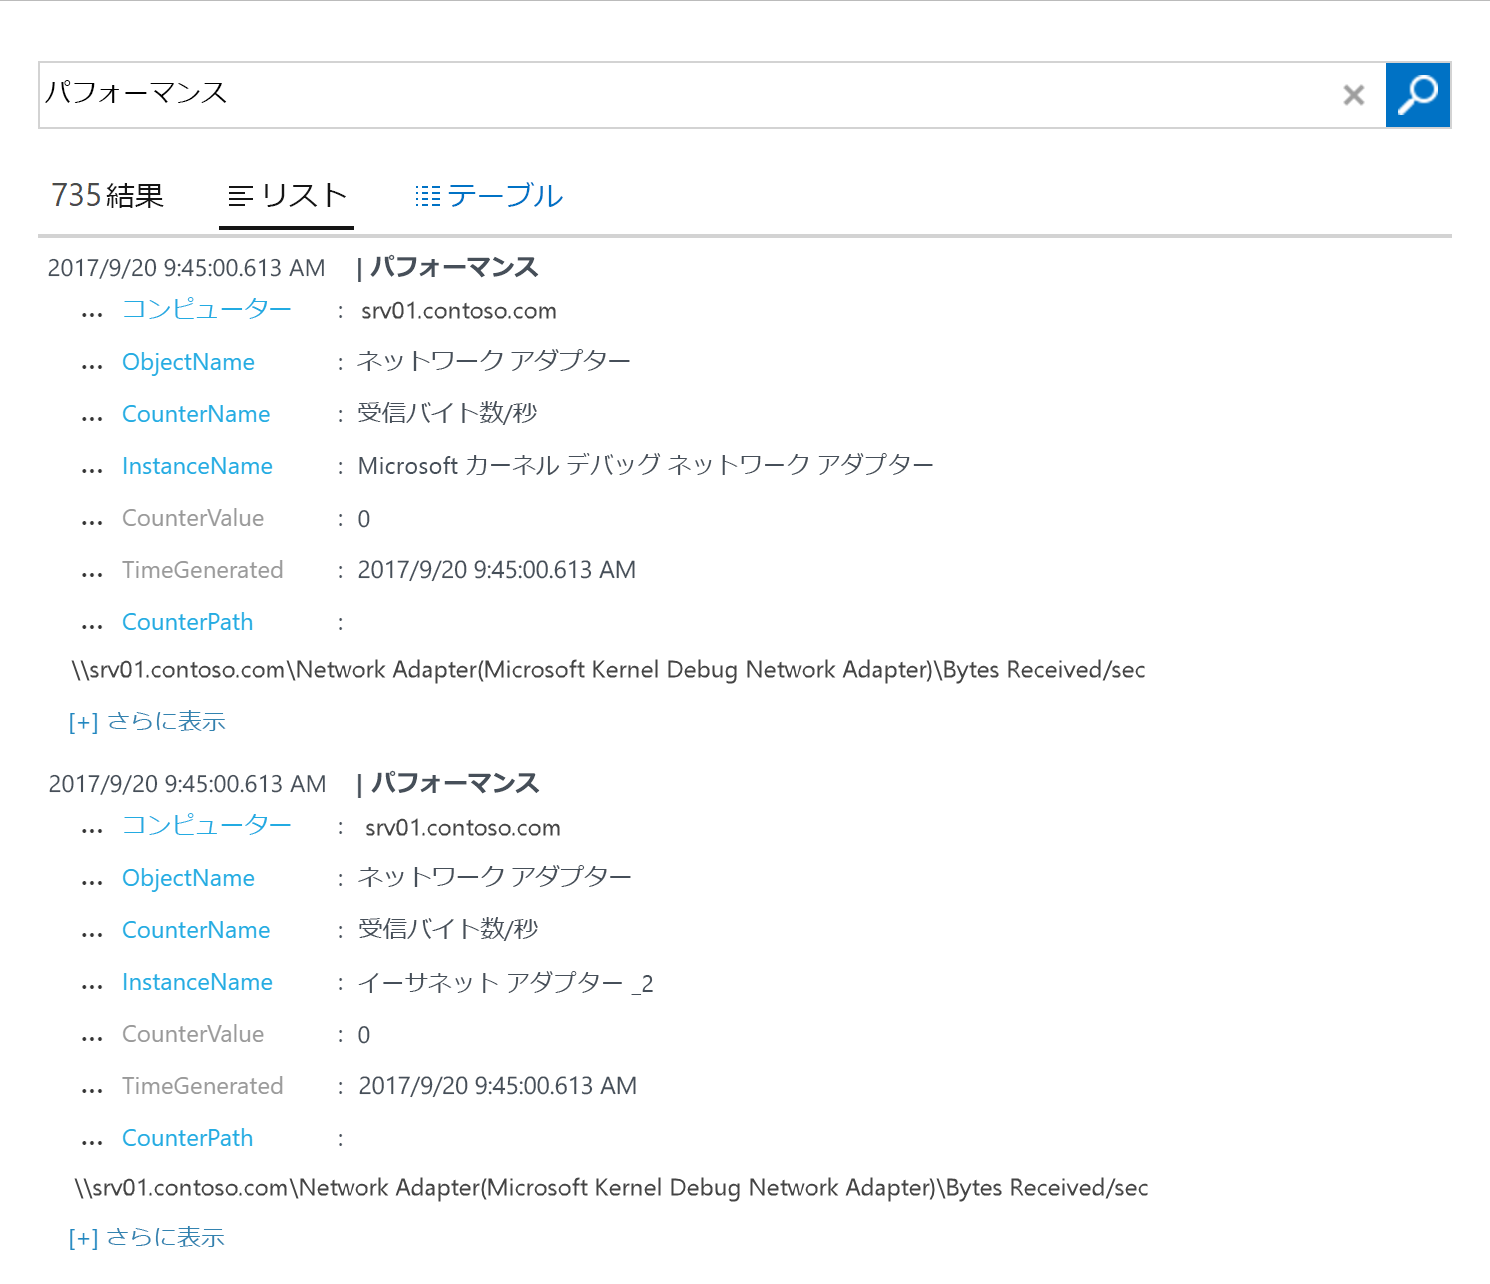 パフォーマンス
735結果 リスト テーブル
2017/9/20 9:45:00.613 AM | パフォーマンス
... コンピューター : srv01.contoso.com
... ObjectName : ネットワーク アダプター
... CounterName : 受信バイト数/秒
... InstanceName : Microsoft カーネル デバッグ ネットワーク アダプター
... CounterValue : 0
... TimeGenerated : 2017/9/20 9:45:00.613 AM
... CounterPath :
\\srv01.contoso.com\Network Adapter(Microsoft Kernel Debug Network Adapter)\Bytes Received/sec
[+] さらに表示
2017/9/20 9:45:00.613 AM | パフォーマンス
... コンピューター : srv01.contoso.com
... ObjectName : ネットワーク アダプター
... CounterName : 受信バイト数/秒
... InstanceName : イーサネット アダプター _2
... CounterValue : 0
... TimeGenerated : 2017/9/20 9:45:00.613 AM
... CounterPath :
\\srv01.contoso.com\Network Adapter(Microsoft Kernel Debug Network Adapter)\Bytes Received/sec
[+] さらに表示